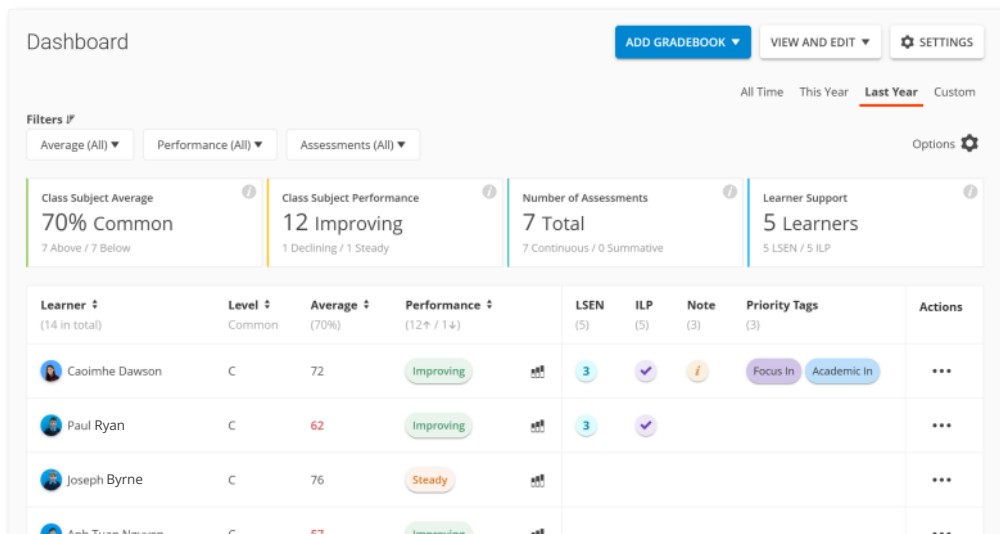 Dashboard
ADD GRADEBOOK
VIEW AND EDIT
SETTINGS
All Time This Year Last Year Custom
Filters
Average (All) Performance (All) Assessments (All)
Options
Class Subject Average
70% Common
7 Above / 7 Below
Class Subject Performance
12 Improving
1 Declining / 1 Steady
Number of Assessments
7 Total
7 Continuous / 0 Summative
Learner Support
5 Learners
5 LSEN / 5 ILP
Learner Level Average Performance LSEN ILP Note Priority Tags Actions
(14 in total) Common (70%) (12↑ / 1↓) (5) (5) (3) (3)
Caoimhe Dawson C 72 Improving 3 i Focus In Academic In
Paul Ryan C 62 Improving 3
Joseph Byrne C 76 Steady
Anh Tuan Nguyen C 57 Improving